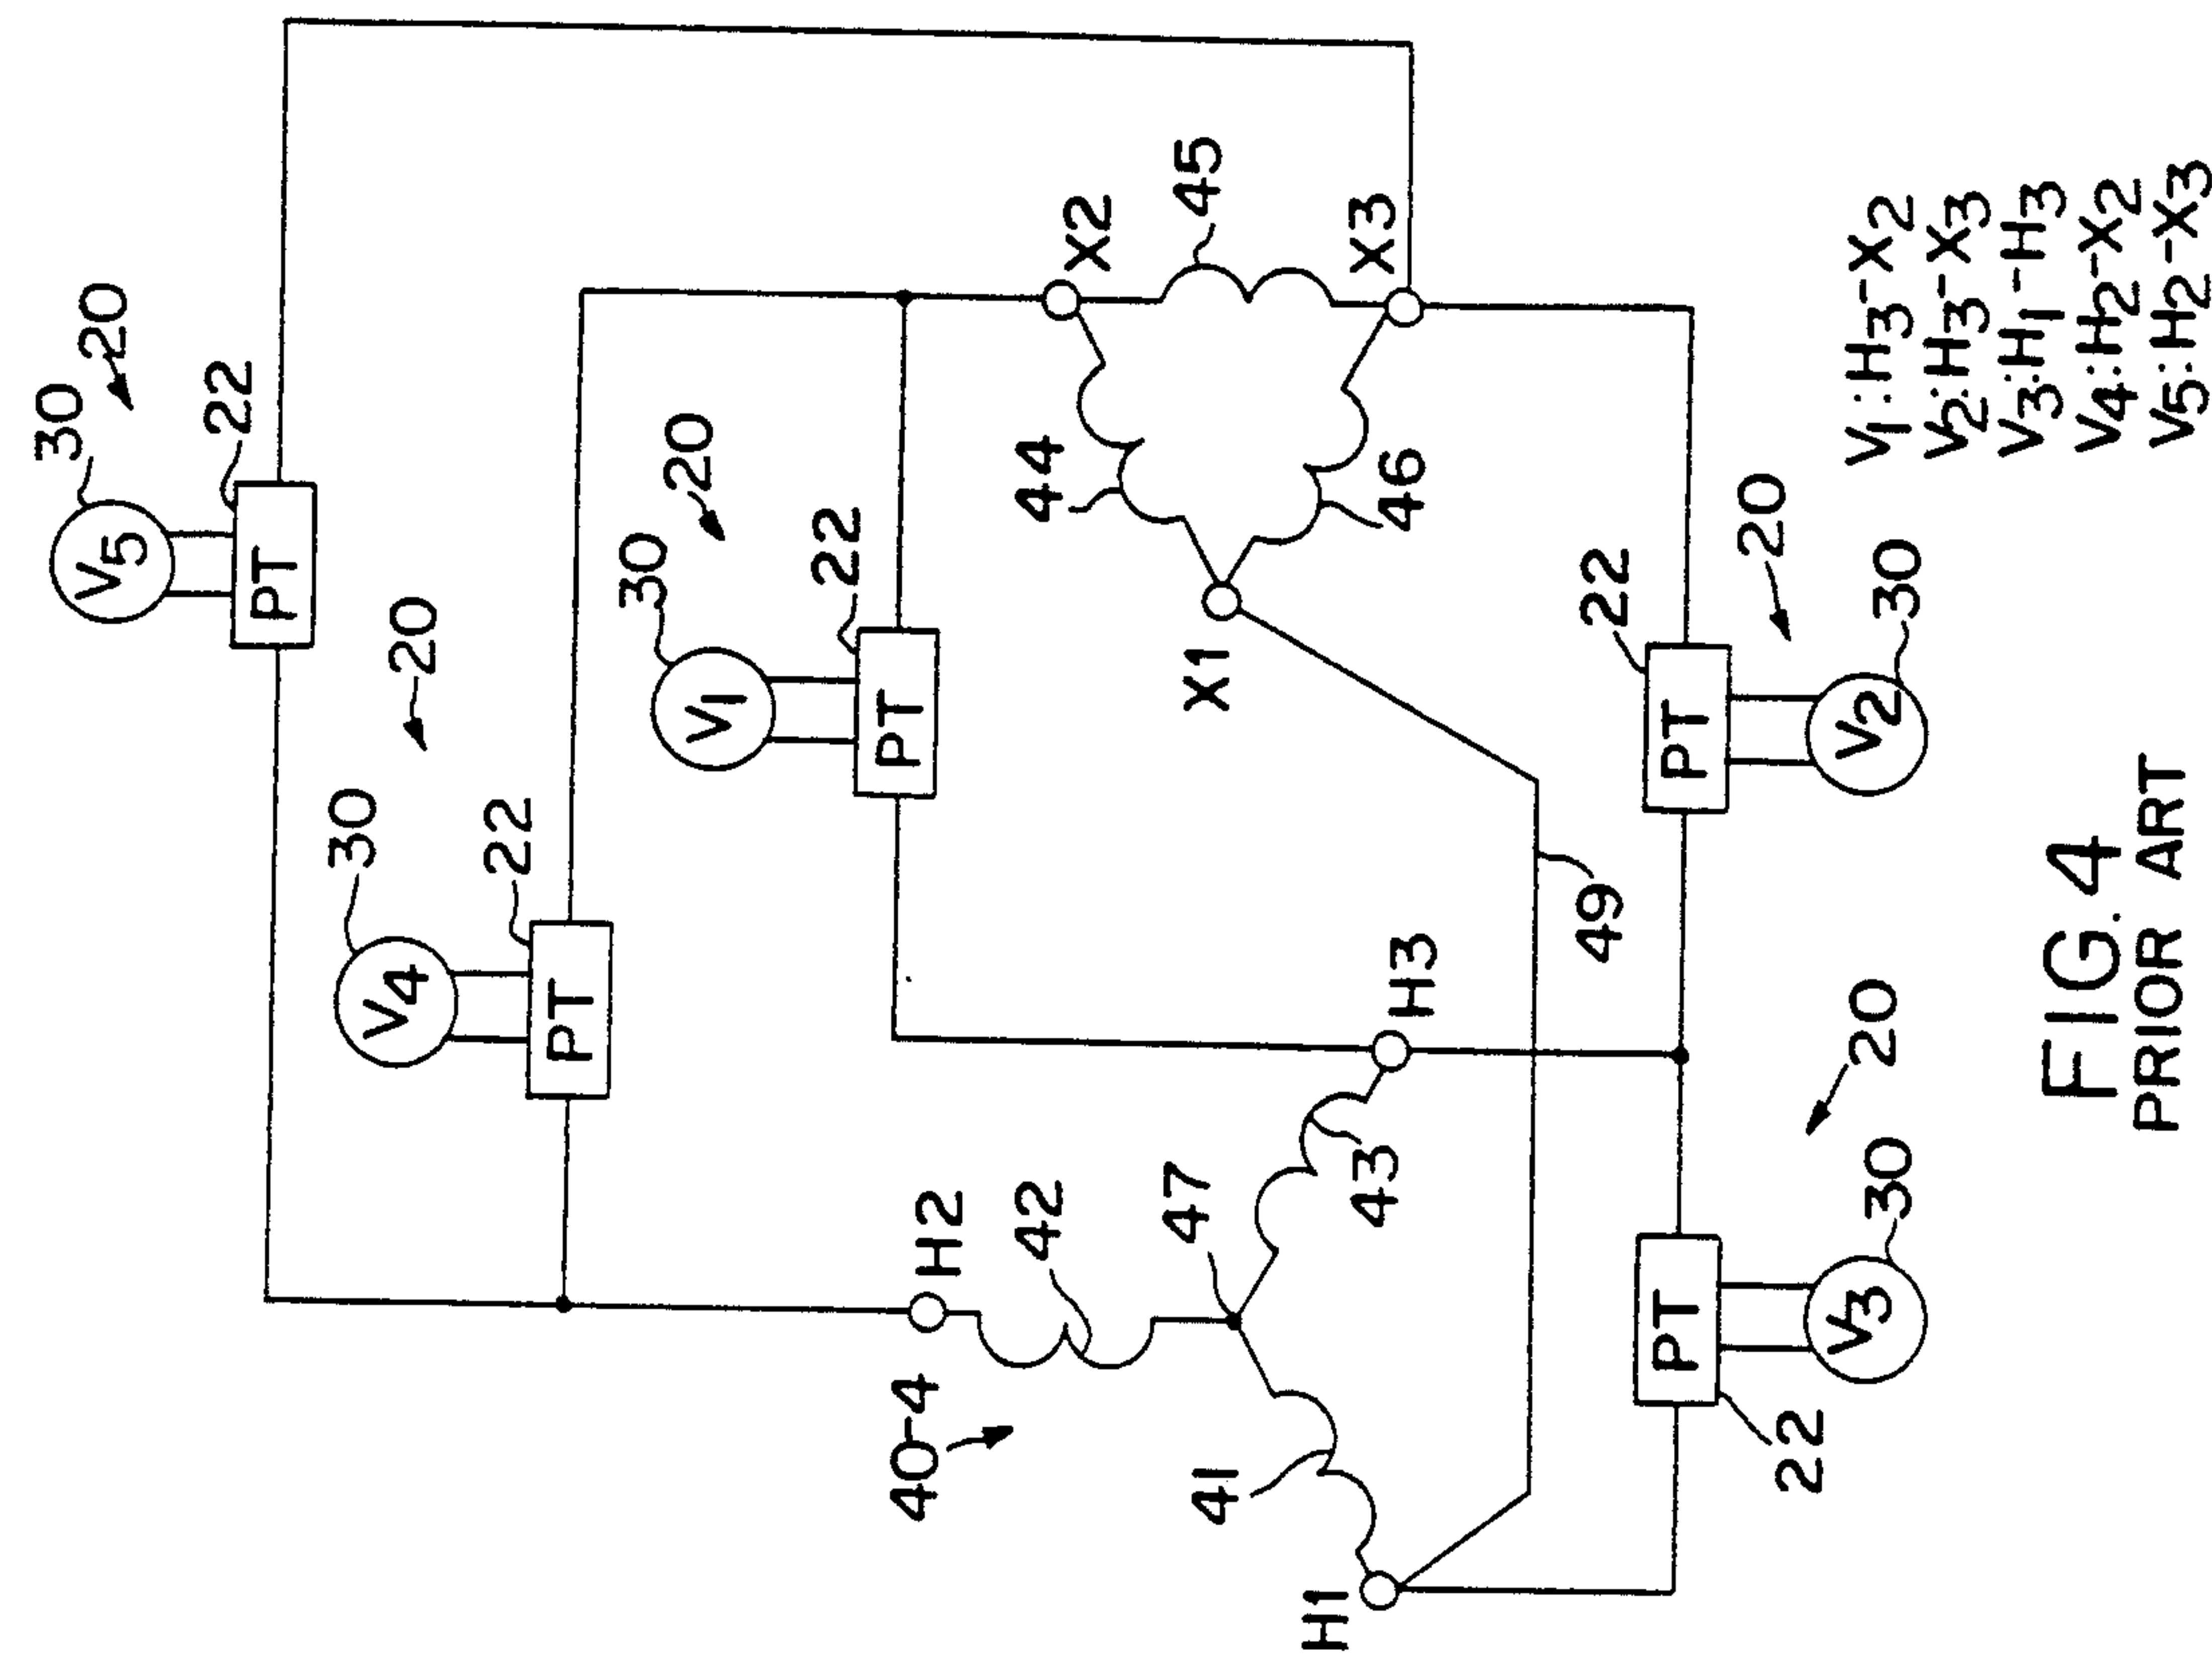 V5
30
20
PT
22
V4
30
20
PT
22
V1
30
20
PT
22
H2
40-4
42
47
41
43
H1
H3
X2
44
45
X1
X3
46
49
PT
22
V3
30
20
PT
22
V2
30
20
V1:H3-X2
V2:H3-X3
V3:H1-H3
V4:H2-X2
V5:H2-X3
FIG. 4
PRIOR ART